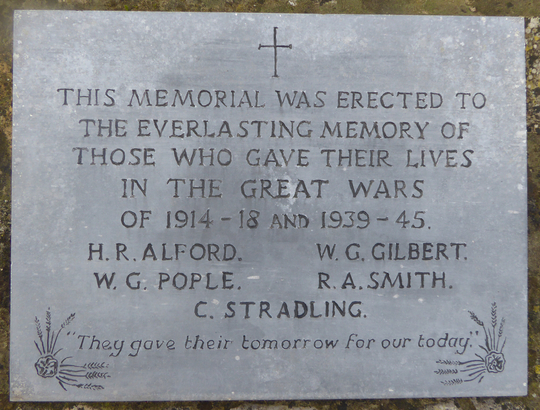 THIS MEMORIAL WAS ERECTED TO
THE EVERLASTING MEMORY OF
THOSE WHO GAVE THEIR LIVES
IN THE GREAT WARS
OF 1914-18 AND 1939-45.
H.R. ALFORD. W.G. GILBERT.
W.G. POPLE. R.A. SMITH.
C. STRADLING.
"They gave their tomorrow for our today."